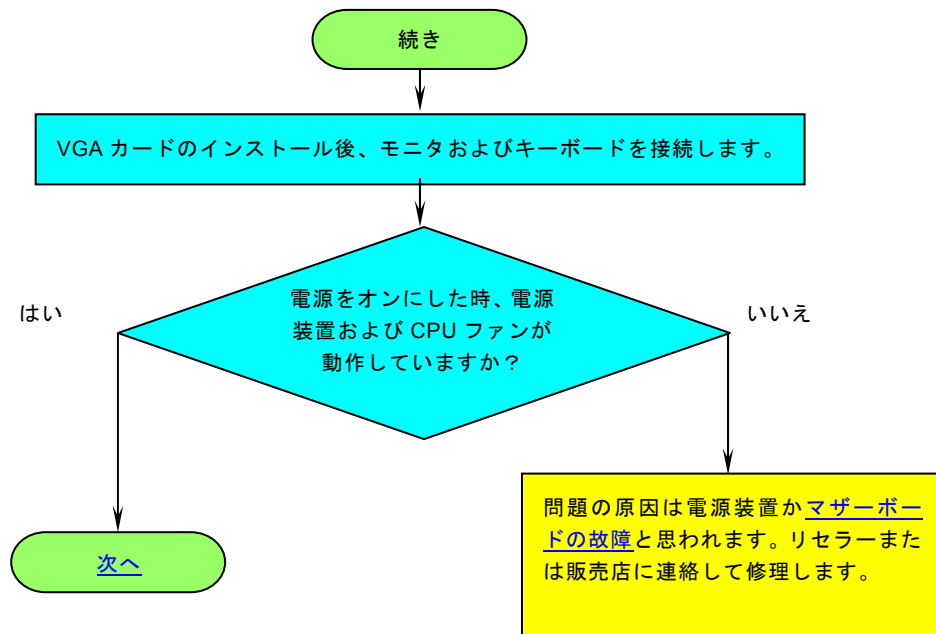 続き
VGA カードのインストール後、モニタおよびキーボードを接続します。
電源をオンにした時、電源
装置および CPU ファンが
動作していますか？
はい
いいえ
問題の原因は電源装置かマザーボー
ドの故障と思われます。リセラーまた
は販売店に連絡して修理します。
次へ